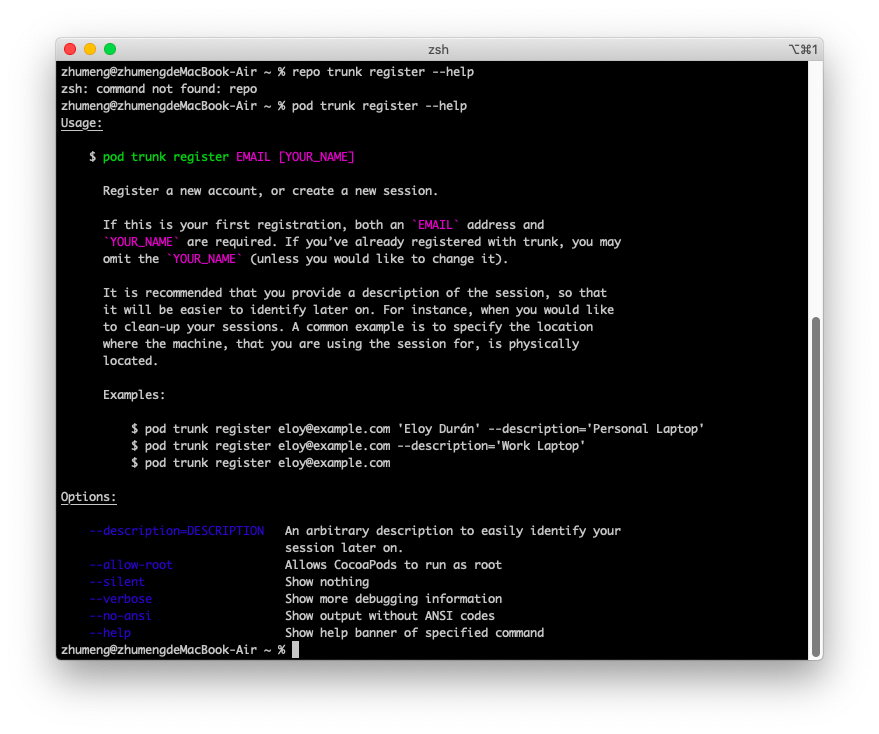 zsh
⌥⌘1
zhumeng@zhumengdeMacBook-Air ~ % repo trunk register --help
zsh: command not found: repo
zhumeng@zhumengdeMacBook-Air ~ % pod trunk register --help
Usage:
$ pod trunk register EMAIL [YOUR_NAME]
Register a new account, or create a new session.
If this is your first registration, both an `EMAIL` address and
`YOUR_NAME` are required. If you’ve already registered with trunk, you may
omit the `YOUR_NAME` (unless you would like to change it).
It is recommended that you provide a description of the session, so that
it will be easier to identify later on. For instance, when you would like
to clean-up your sessions. A common example is to specify the location
where the machine, that you are using the session for, is physically
located.
Examples:
$ pod trunk register eloy@example.com 'Eloy Durán' --description='Personal Laptop'
$ pod trunk register eloy@example.com --description='Work Laptop'
$ pod trunk register eloy@example.com
Options:
--description=DESCRIPTION An arbitrary description to easily identify your
session later on.
--allow-root Allows CocoaPods to run as root
--silent Show nothing
--verbose Show more debugging information
--no-ansi Show output without ANSI codes
--help Show help banner of specified command
zhumeng@zhumengdeMacBook-Air ~ %